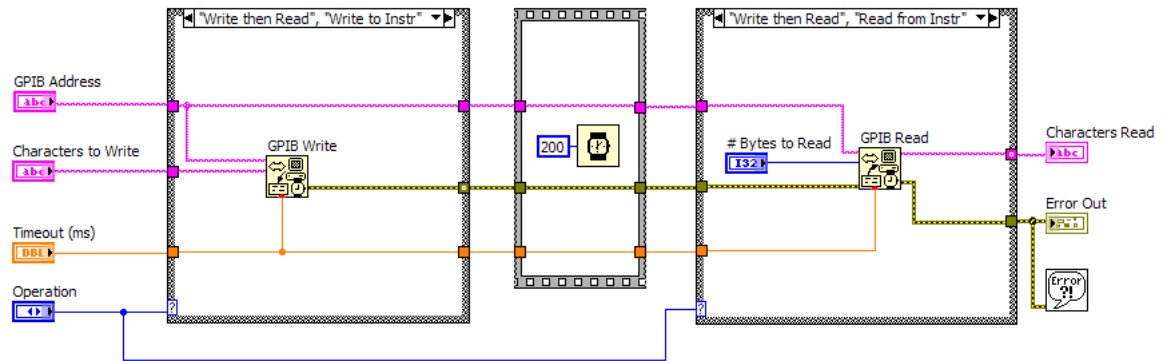 "Write then Read", "Write to Instr"
"Write then Read", "Read from Instr"
GPIB Address
abc
Characters to Write
abc
GPIB Write
200
# Bytes to Read
I32
GPIB Read
Characters Read
abc
Timeout (ms)
DBL
Error Out
Operation
?
?
Error
?!